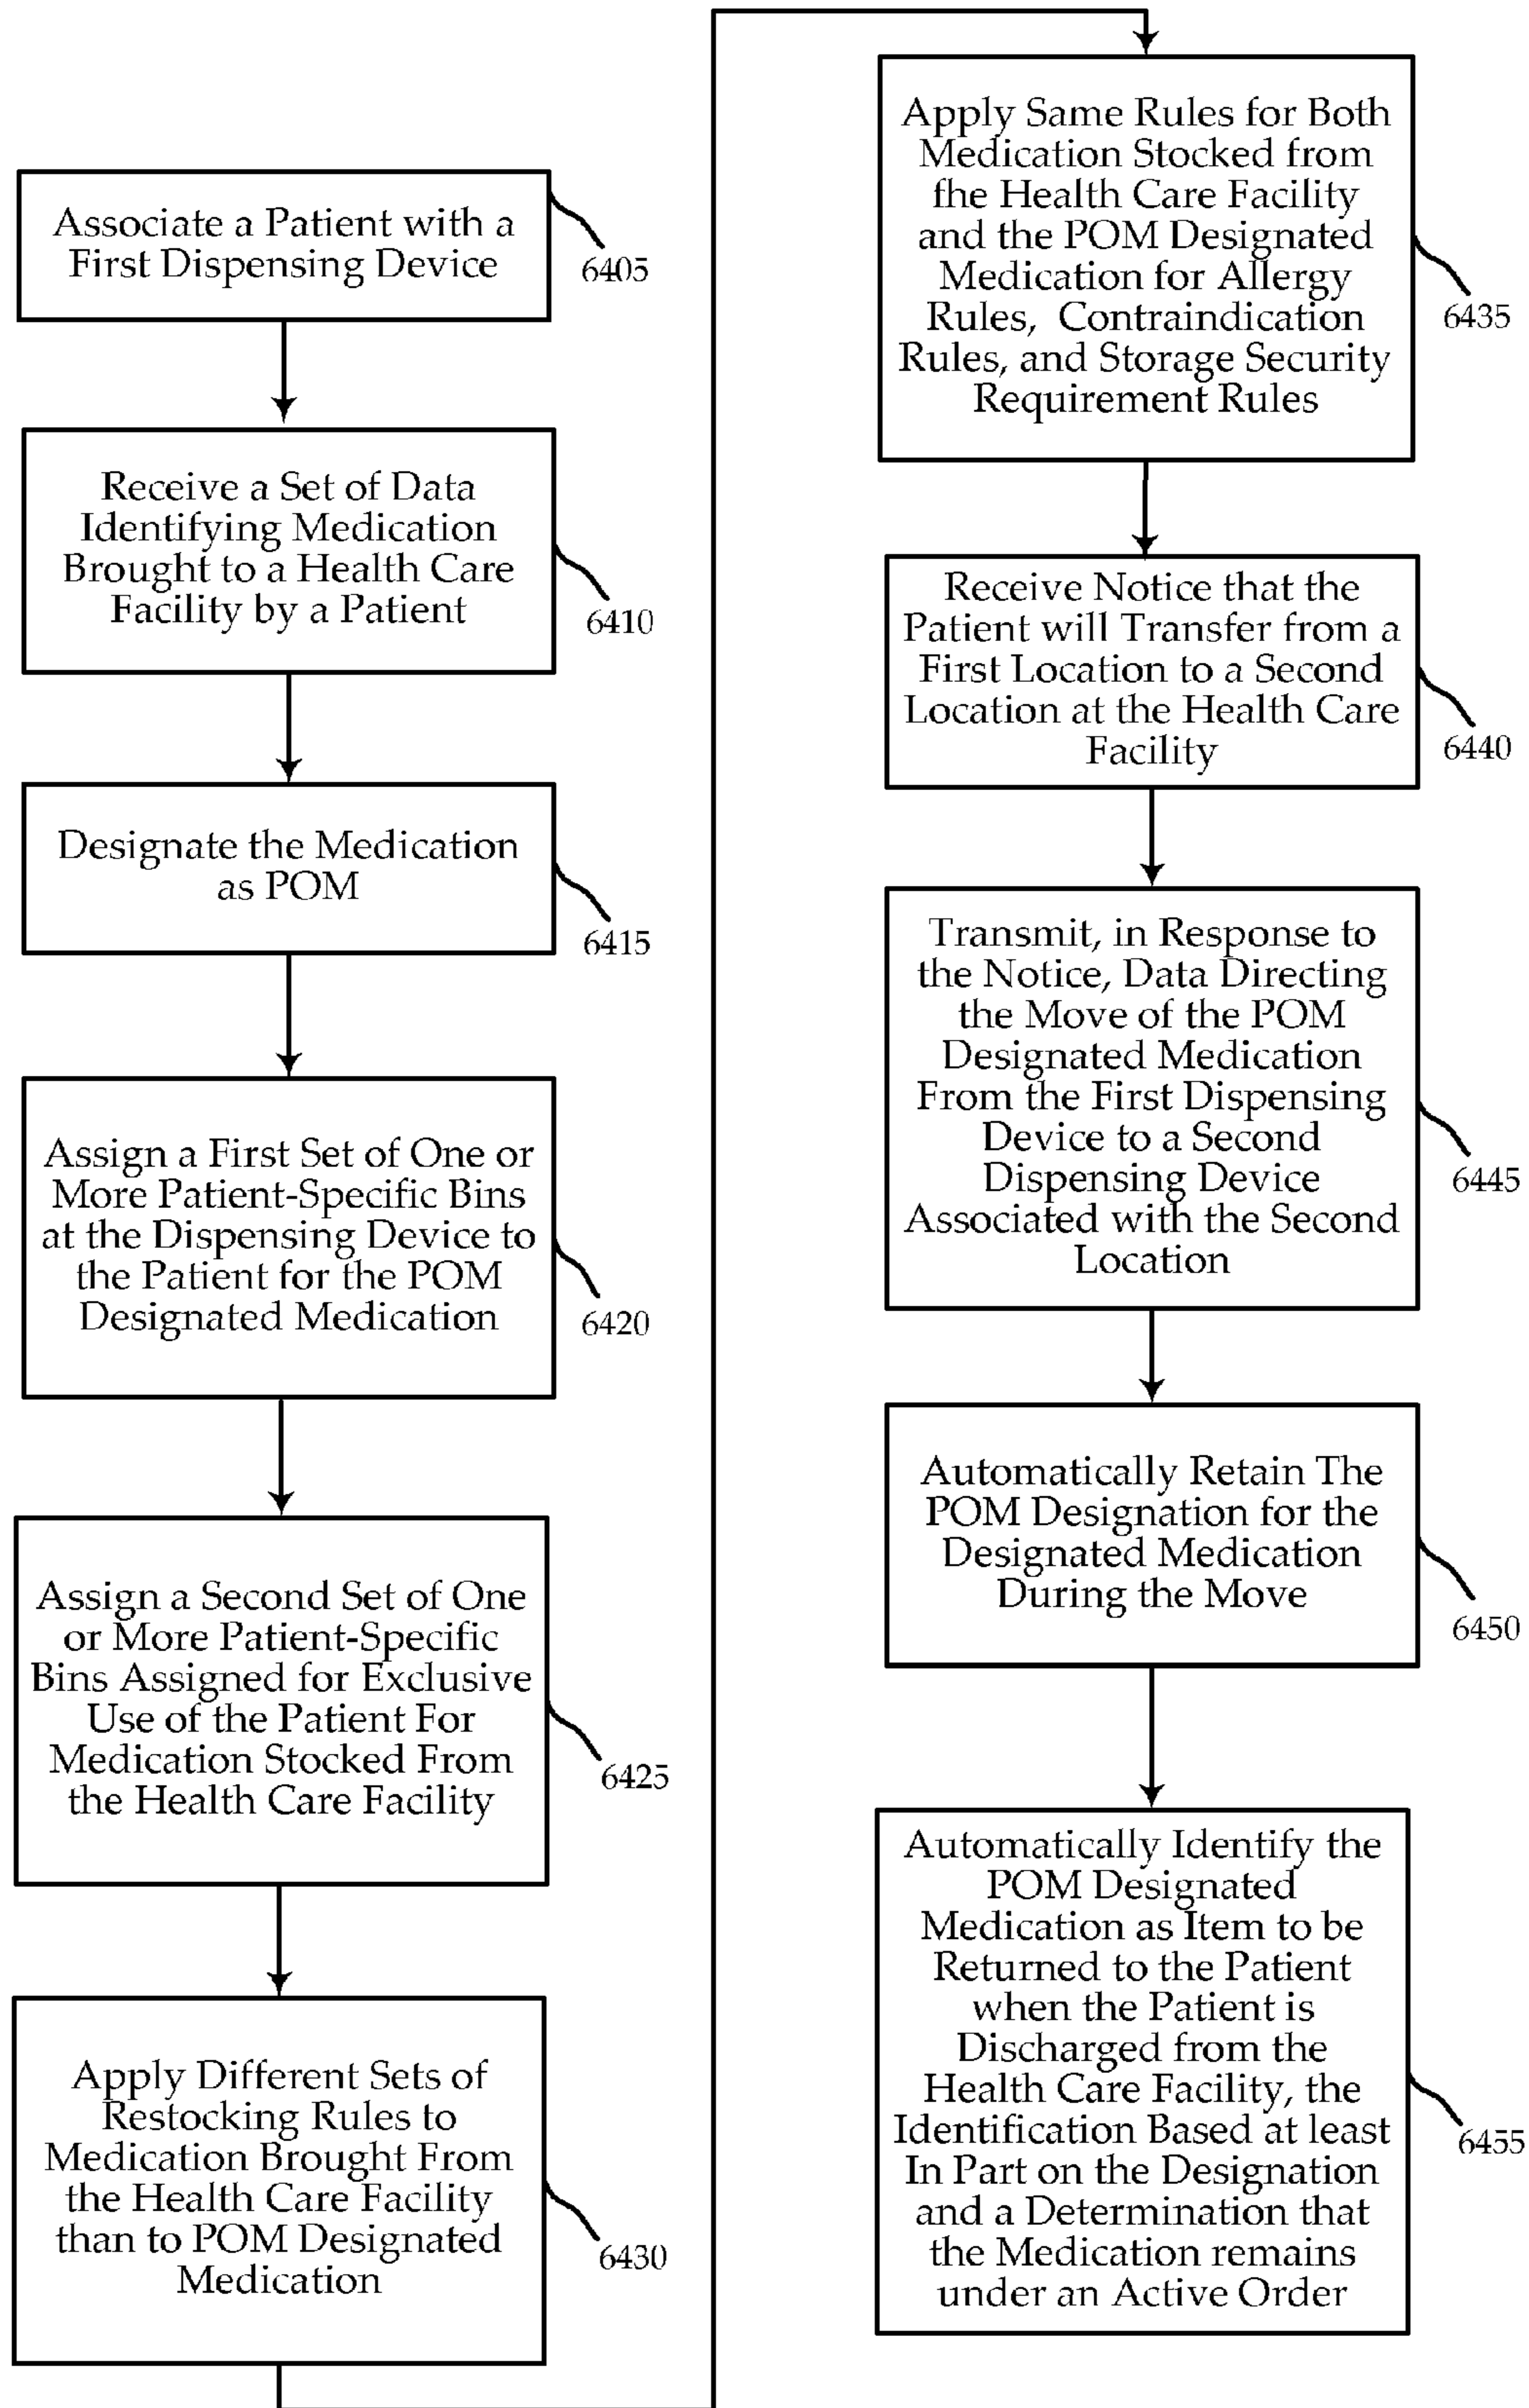 Associate a Patient with a
First Dispensing Device
6405
Receive a Set of Data
Identifying Medication
Brought to a Health Care
Facility by a Patient
6410
Designate the Medication
as POM
6415
Assign a First Set of One or
More Patient-Specific Bins
at the Dispensing Device to
the Patient for the POM
Designated Medication
6420
Assign a Second Set of One
or More Patient-Specific
Bins Assigned for Exclusive
Use of the Patient For
Medication Stocked From
the Health Care Facility
6425
Apply Different Sets of
Restocking Rules to
Medication Brought From
the Health Care Facility
than to POM Designated
Medication
6430
Apply Same Rules for Both
Medication Stocked from
fhe Health Care Facility
and the POM Designated
Medication for Allergy
Rules, Contraindication
Rules, and Storage Security
Requirement Rules
6435
Receive Notice that the
Patient will Transfer from a
First Location to a Second
Location at the Health Care
Facility
6440
Transmit, in Response to
the Notice, Data Directing
the Move of the POM
Designated Medication
From the First Dispensing
Device to a Second
Dispensing Device
Associated with the Second
Location
6445
Automatically Retain The
POM Designation for the
Designated Medication
During the Move
6450
Automatically Identify the
POM Designated
Medication as Item to be
Returned to the Patient
when the Patient is
Discharged from the
Health Care Facility, the
Identification Based at least
In Part on the Designation
and a Determination that
the Medication remains
under an Active Order
6455